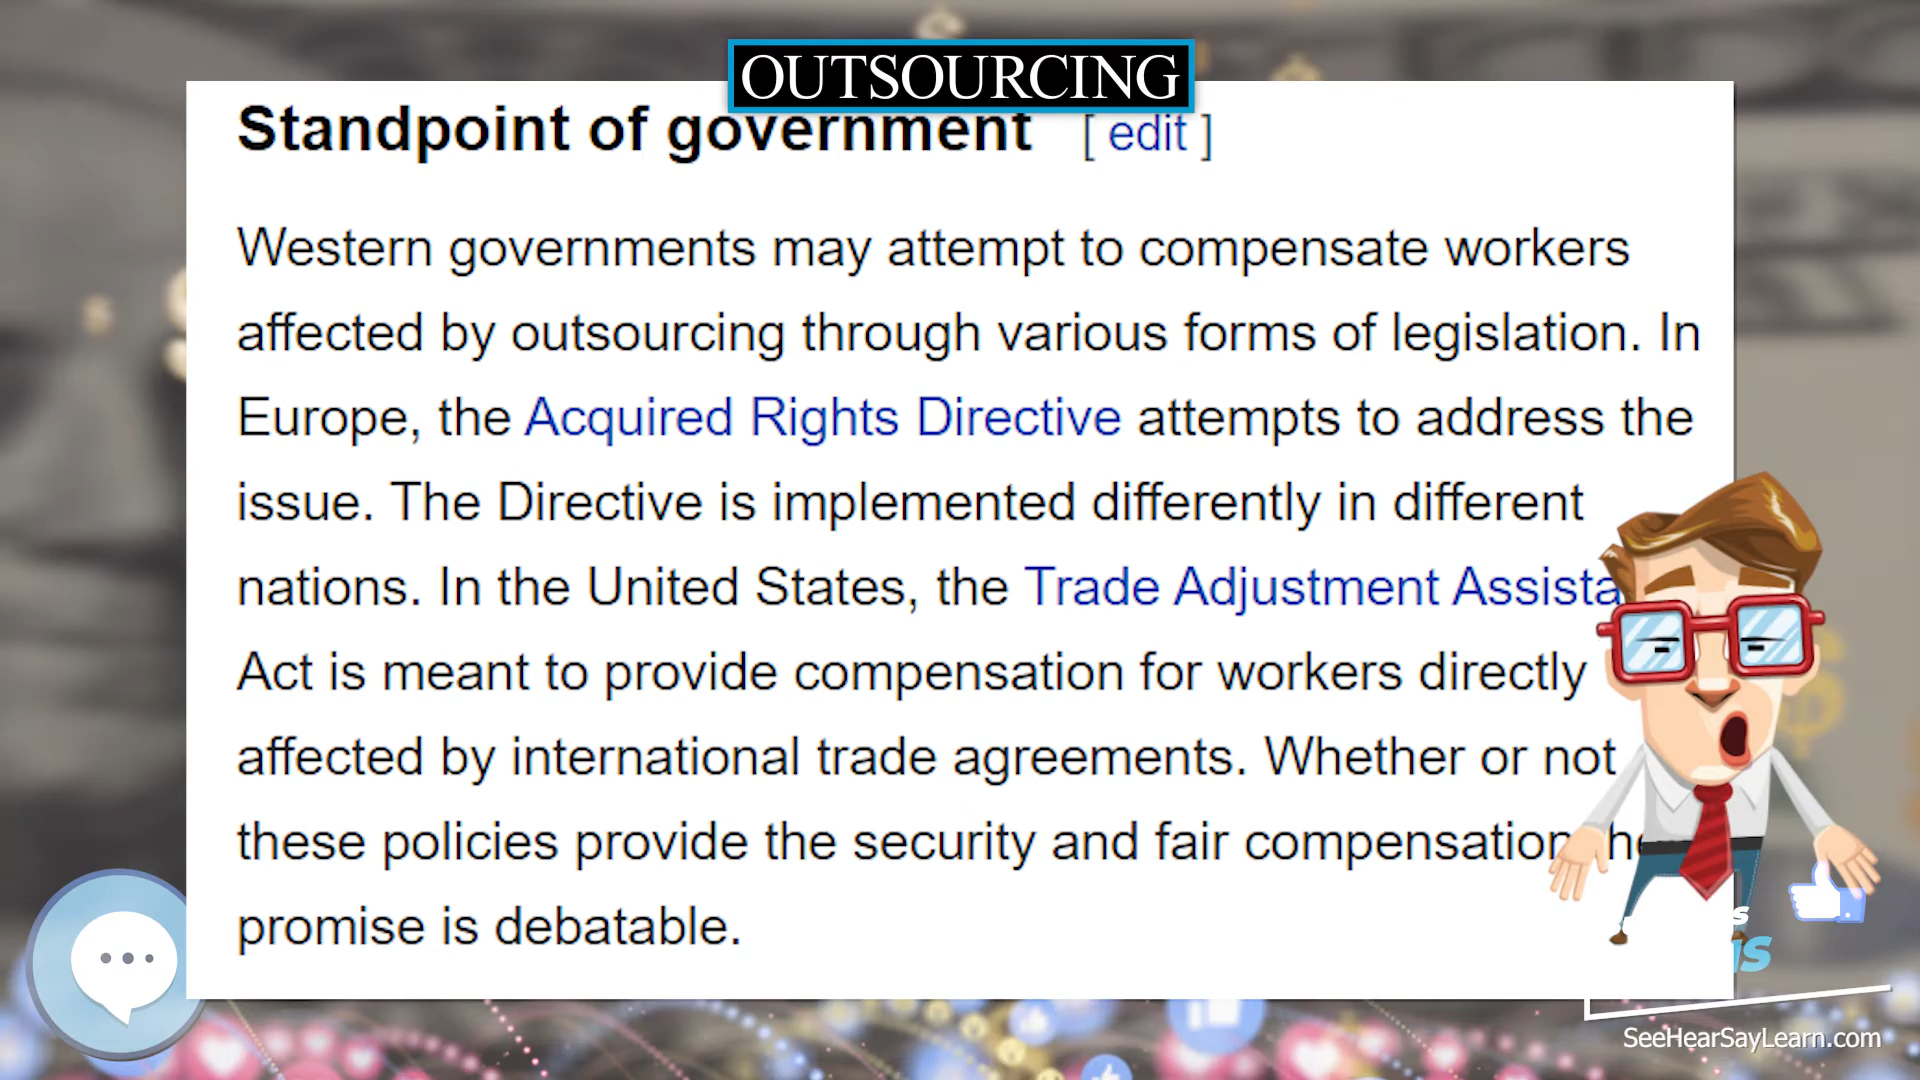 OUTSOURCING
Standpoint of government [ edit ]
Western governments may attempt to compensate workers
affected by outsourcing through various forms of legislation. In
Europe, the Acquired Rights Directive attempts to address the
issue. The Directive is implemented differently in different
nations. In the United States, the Trade Adjustment
Act is meant to provide compensation for workers directly
affected by international trade agreements. Whether or not
these policies provide the security and fair compensation
promise is debatable.
SeeHearSayLearn.com